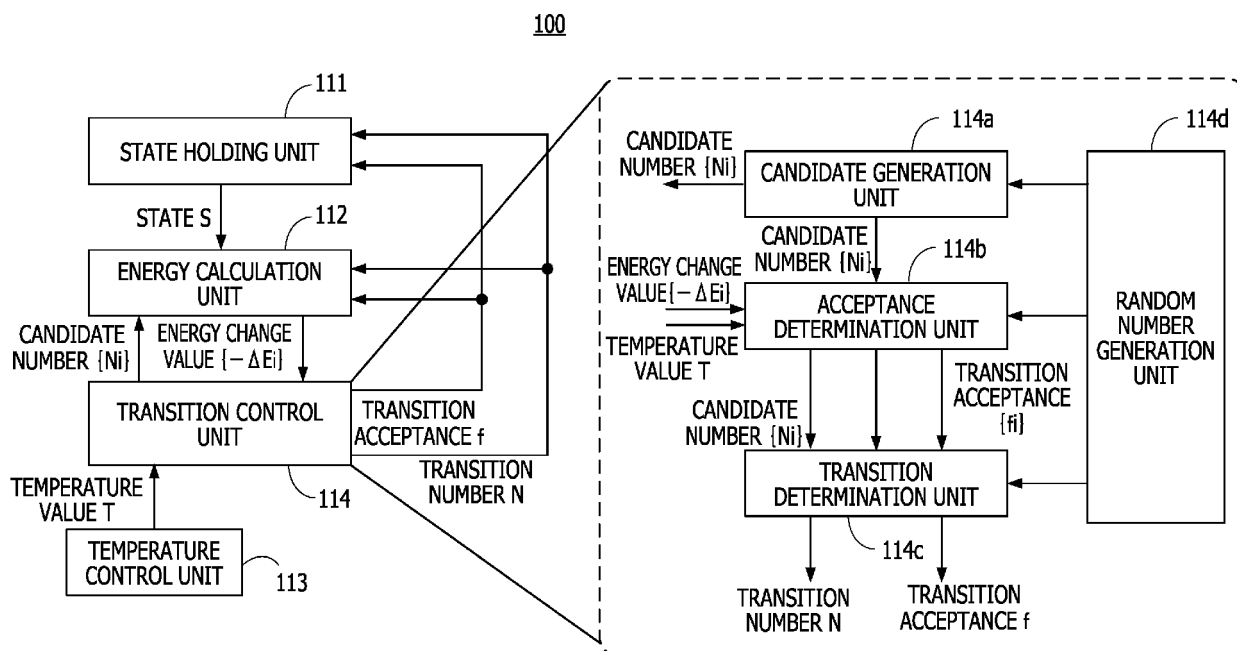 100
111
STATE HOLDING UNIT
STATE S
112
ENERGY CALCULATION
UNIT
CANDIDATE
NUMBER {Ni}
ENERGY CHANGE
VALUE {−ΔEi}
TRANSITION CONTROL
UNIT
TRANSITION
ACCEPTANCE f
TRANSITION
NUMBER N
114
TEMPERATURE
VALUE T
TEMPERATURE
CONTROL UNIT
113
114a
CANDIDATE
NUMBER {Ni}
CANDIDATE GENERATION
UNIT
114d
CANDIDATE
NUMBER {Ni}
114b
ENERGY CHANGE
VALUE{−ΔEi}
ACCEPTANCE
DETERMINATION UNIT
TEMPERATURE
VALUE T
RANDOM
NUMBER
GENERATION
UNIT
CANDIDATE
NUMBER {Ni}
TRANSITION
ACCEPTANCE
{fi}
TRANSITION
DETERMINATION UNIT
114c
TRANSITION
NUMBER N
TRANSITION
ACCEPTANCE f